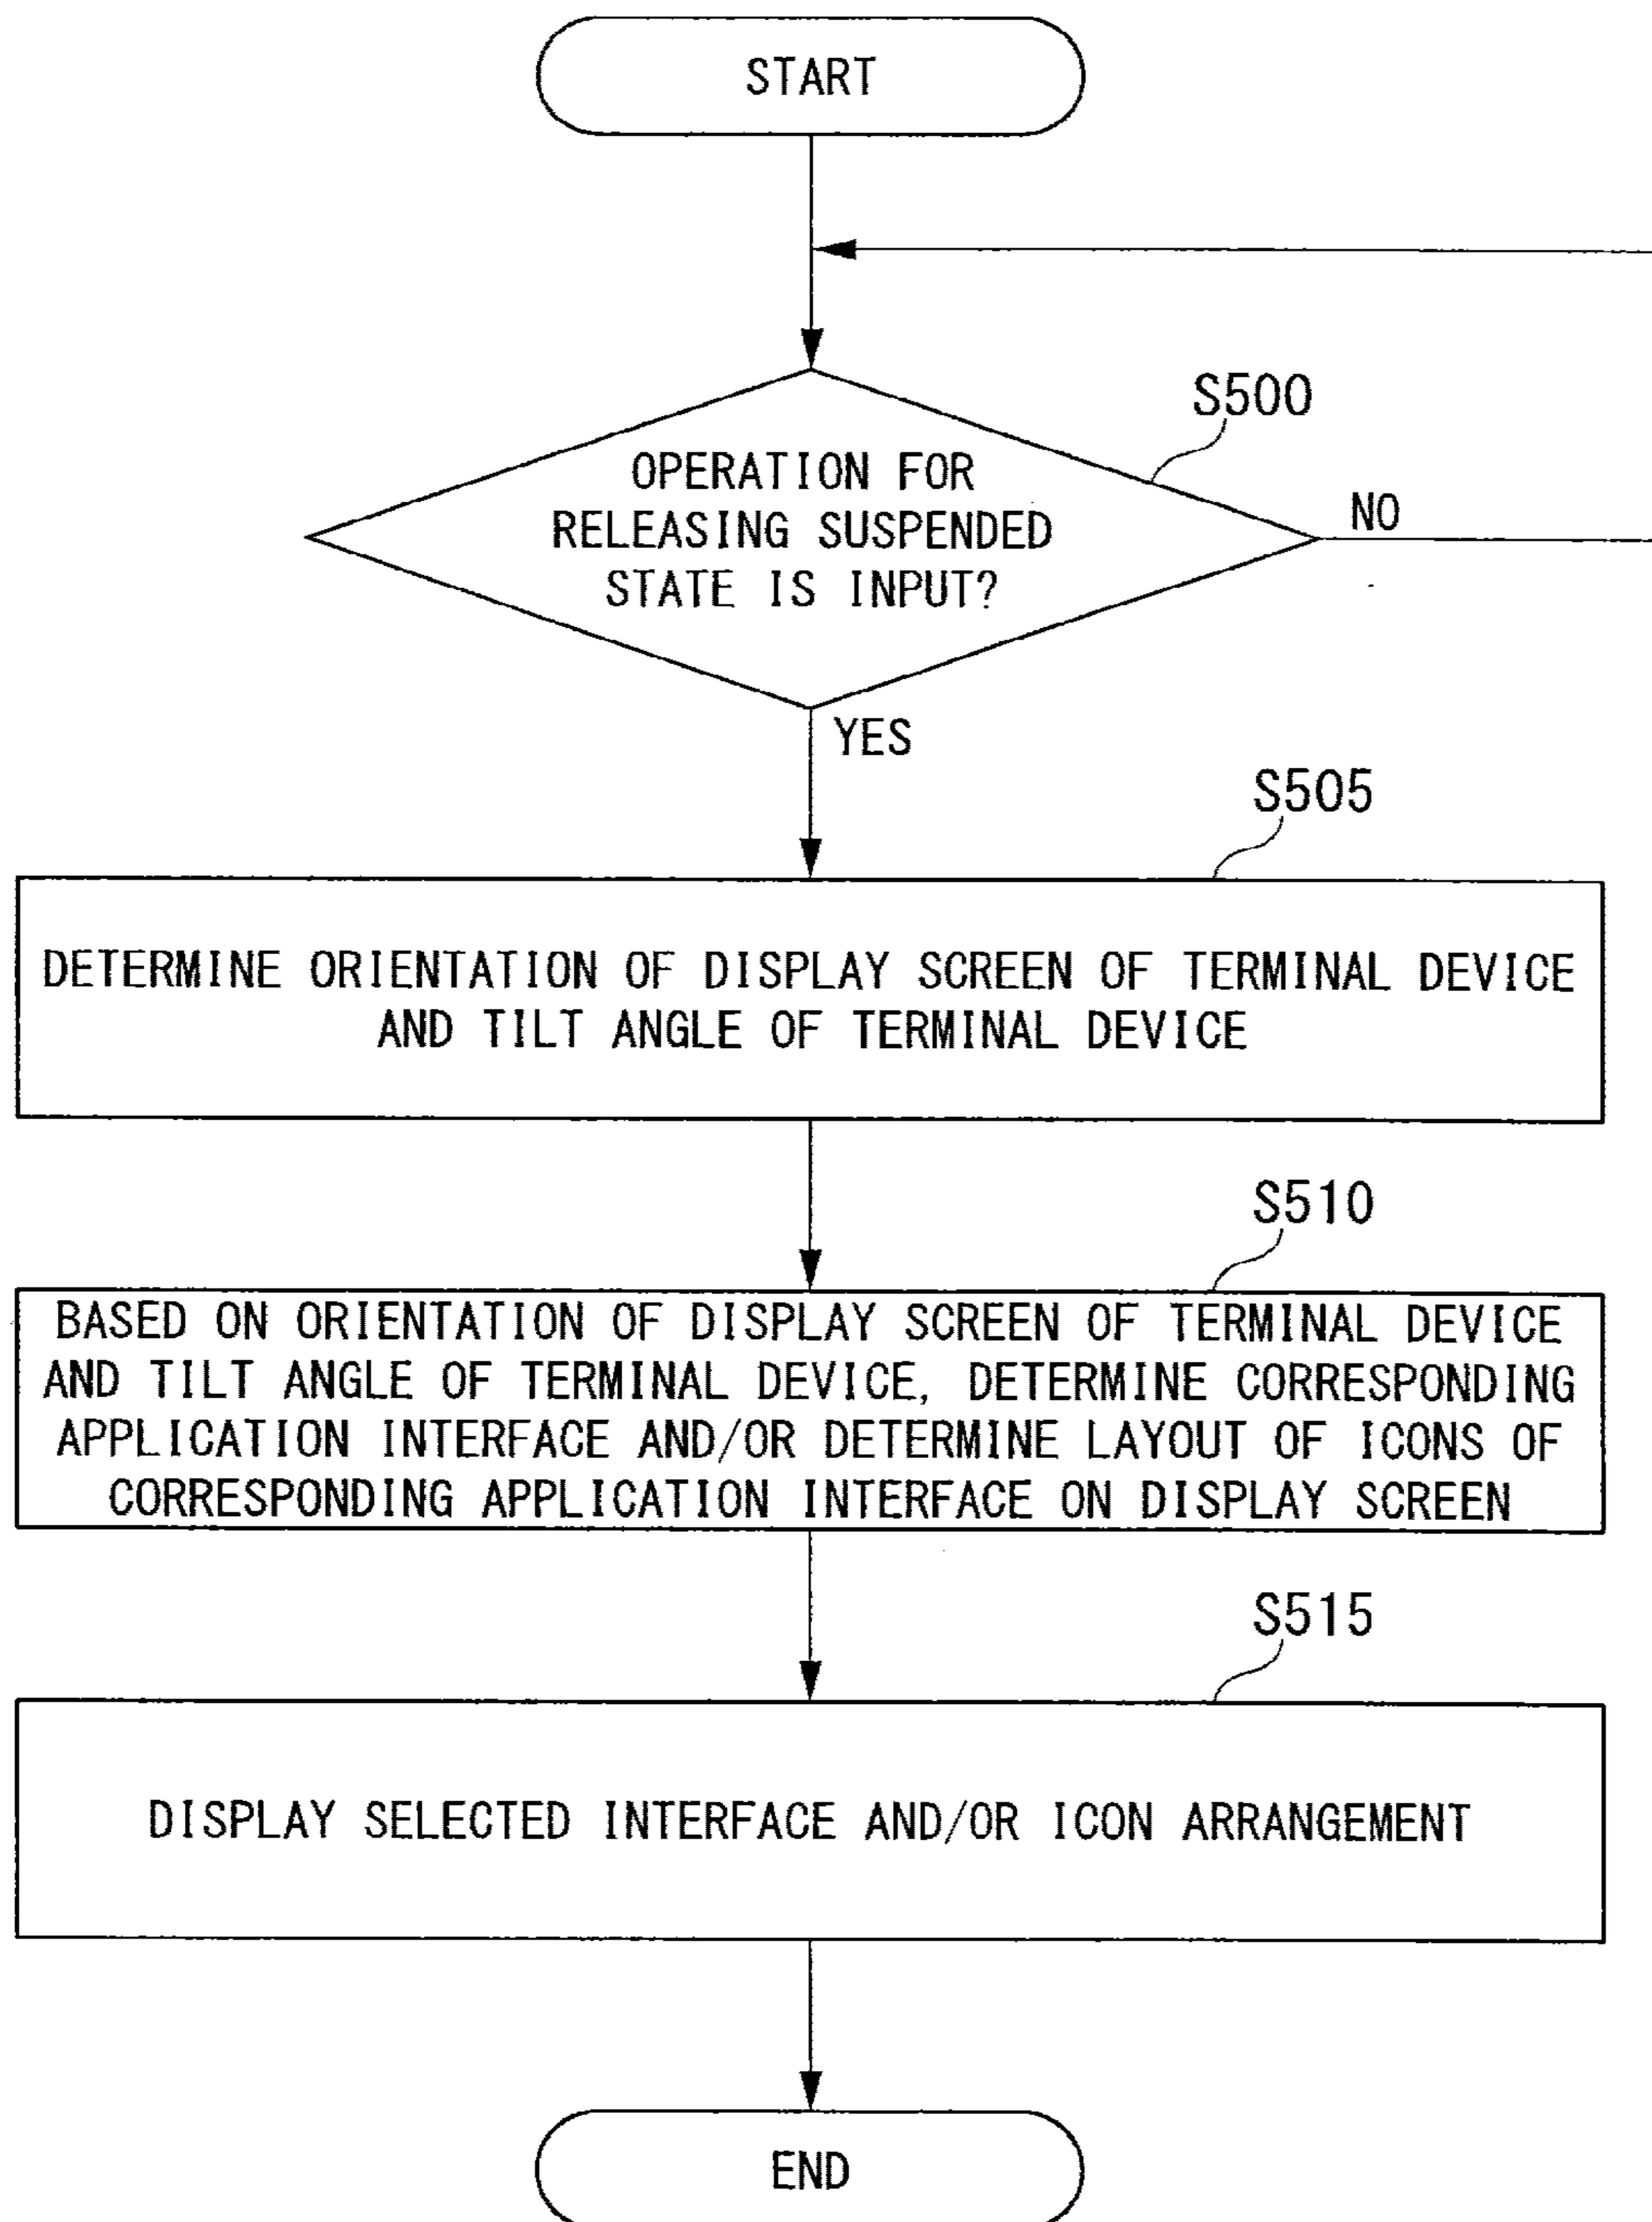 START
S500
OPERATION FOR
RELEASING SUSPENDED
STATE IS INPUT?
NO
YES
S505
DETERMINE ORIENTATION OF DISPLAY SCREEN OF TERMINAL DEVICE
AND TILT ANGLE OF TERMINAL DEVICE
S510
BASED ON ORIENTATION OF DISPLAY SCREEN OF TERMINAL DEVICE
AND TILT ANGLE OF TERMINAL DEVICE, DETERMINE CORRESPONDING
APPLICATION INTERFACE AND/OR DETERMINE LAYOUT OF ICONS OF
CORRESPONDING APPLICATION INTERFACE ON DISPLAY SCREEN
S515
DISPLAY SELECTED INTERFACE AND/OR ICON ARRANGEMENT
END